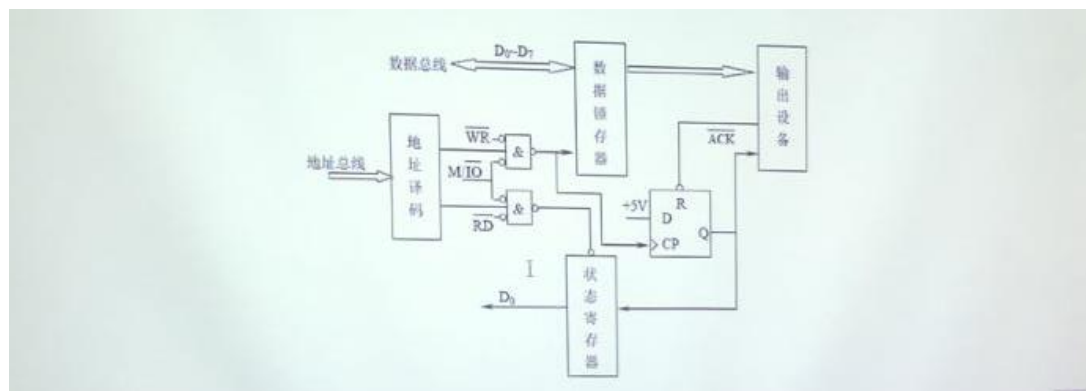 D₀-D₇
数据总线
数据锁存器
输出设备
WR
地址译码
&
ACK
地址总线
M/IO
+5V
R
D
&
Q
RD
CP
状态寄存器
D₀